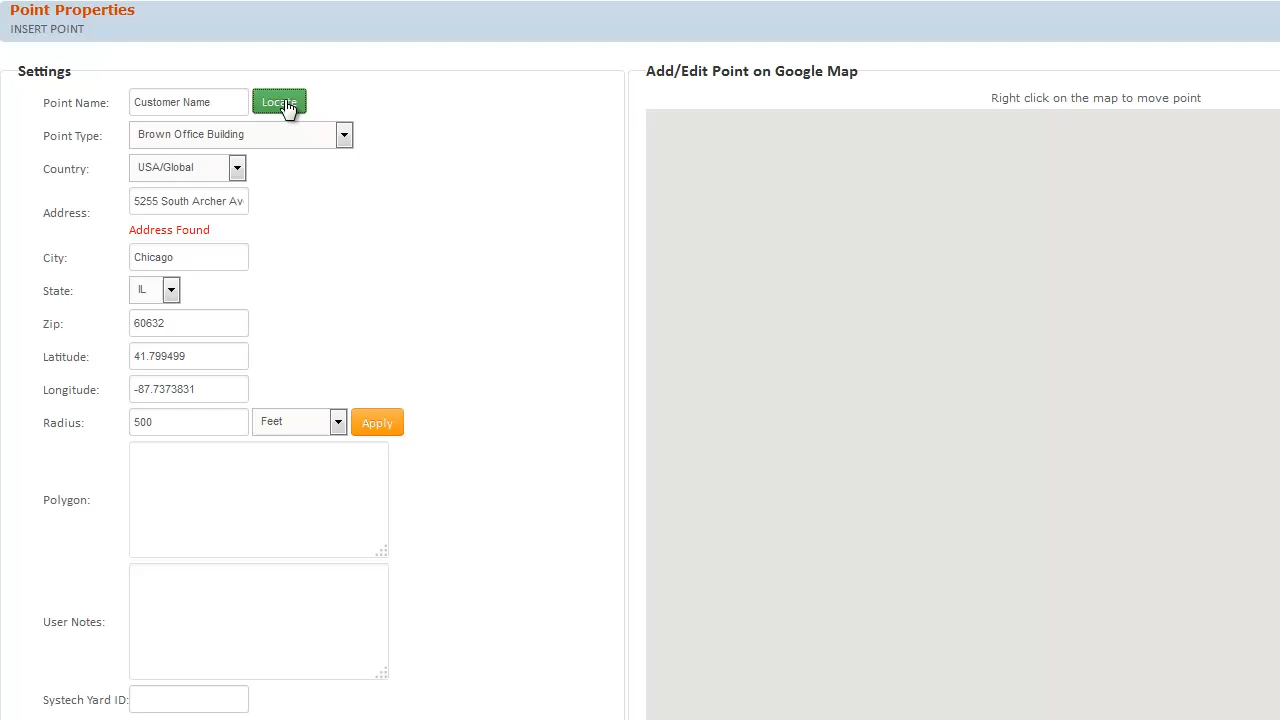 Point Properties
INSERT POINT
Settings
Point Name: Customer Name Locate
Point Type: Brown Office Building
Country: USA/Global
Address: 5255 South Archer Av
Address Found
City: Chicago
State: IL
Zip: 60632
Latitude: 41.799499
Longitude: -87.7373831
Radius: 500 Feet Apply
Polygon:
User Notes:
Systech Yard ID:
Add/Edit Point on Google Map
Right click on the map to move point